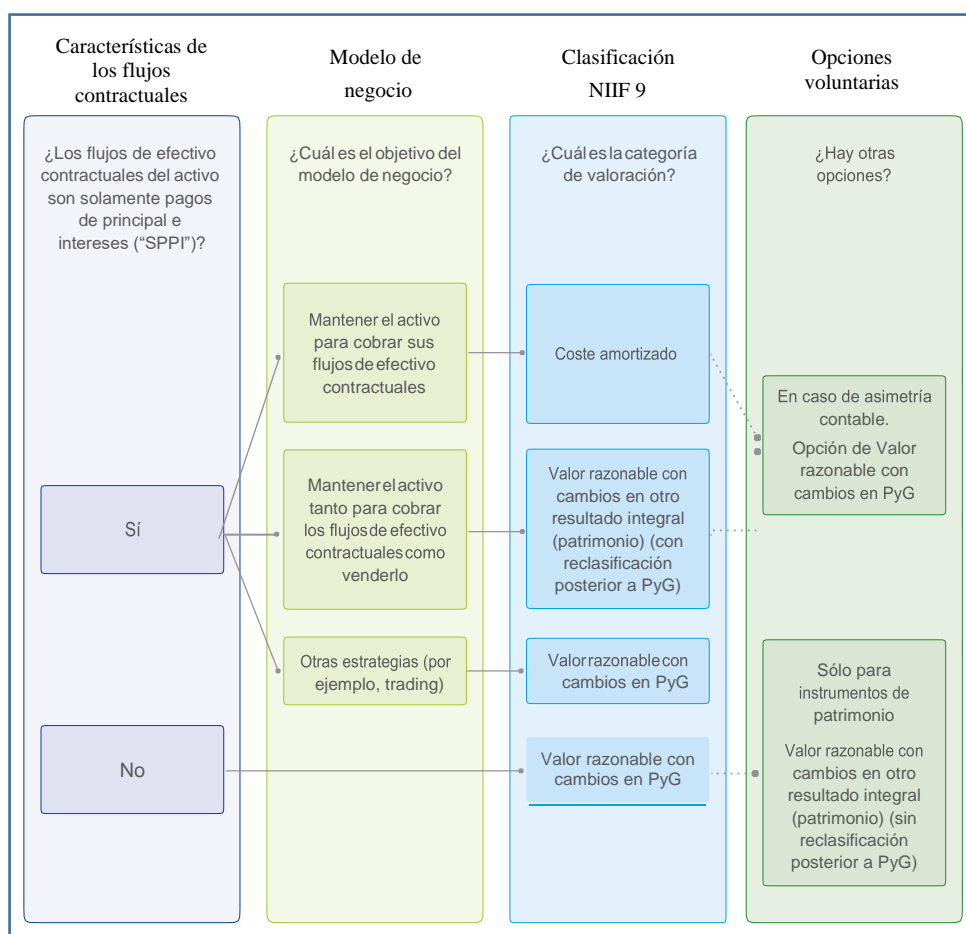 Características de
los flujos
contractuales
¿Los flujos de efectivo
contractuales del activo
son solamente pagos
de principal e
intereses (“SPPI”)?
Sí
No
Modelo de
negocio
¿Cuál es el objetivo del
modelo de negocio?
Mantener el activo
para cobrar sus
flujos de efectivo
contractuales
Mantener el activo
tanto para cobrar
los flujos de efectivo
contractuales como
venderlo
Otras estrategias (por
ejemplo, trading)
Clasificación
NIIF 9
¿Cuál es la categoría
de valoración?
Coste amortizado
Valor razonable con
cambios en otro
resultado integral
(patrimonio) (con
reclasificación
posterior a PyG)
Valor razonable con
cambios en PyG
Valor razonable con
cambios en PyG
Opciones
voluntarias
¿Hay otras
opciones?
En caso de asimetría
contable.
Opción de Valor
razonable con
cambios en PyG
Sólo para
instrumentos de
patrimonio
Valor razonable con
cambios en otro
resultado integral
(patrimonio) (sin
reclasificación
posterior a PyG)